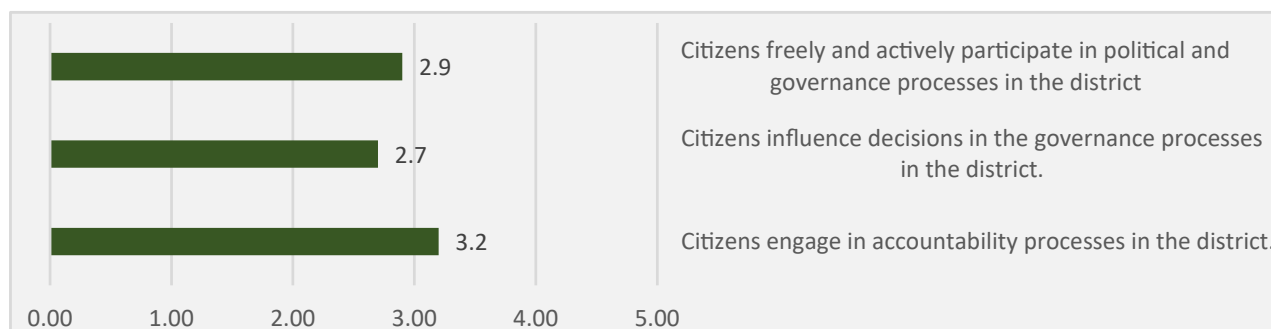 2.9
Citizens freely and actively participate in political and
governance processes in the district
2.7
Citizens influence decisions in the governance processes
in the district.
3.2
Citizens engage in accountability processes in the district.
0.00 1.00 2.00 3.00 4.00 5.00